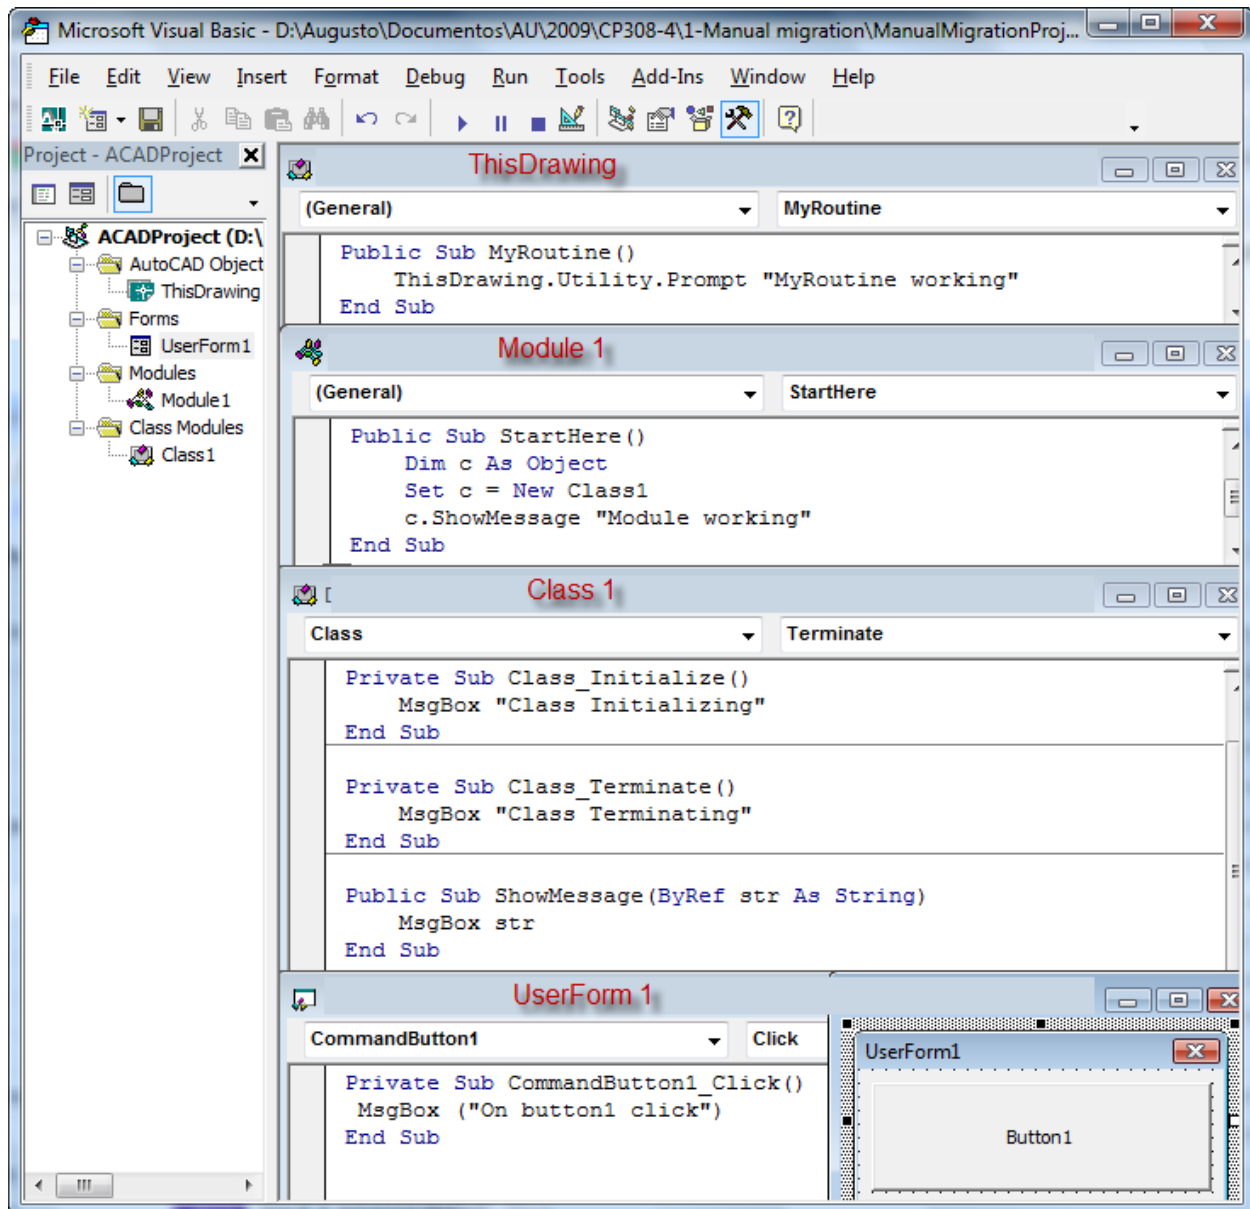 Microsoft Visual Basic - D:\Augusto\Documentos\AU\2009\CP308-4\1-Manual migration\ManualMigrationProj...
File Edit View Insert Format Debug Run Tools Add-Ins Window Help
Project - ACADProject
ACADProject (D:\
AutoCAD Object
ThisDrawing
Forms
UserForm1
Modules
Module1
Class Modules
Class1
ThisDrawing
(General) MyRoutine
Public Sub MyRoutine()
ThisDrawing.Utility.Prompt "MyRoutine working"
End Sub
Module 1
(General) StartHere
Public Sub StartHere()
Dim c As Object
Set c = New Class1
c.ShowMessage "Module working"
End Sub
Class 1
Class Terminate
Private Sub Class_Initialize()
MsgBox "Class Initializing"
End Sub
Private Sub Class_Terminate()
MsgBox "Class Terminating"
End Sub
Public Sub ShowMessage(ByRef str As String)
MsgBox str
End Sub
UserForm 1
CommandButton1 Click
Private Sub CommandButton1_Click()
MsgBox ("On button1 click")
End Sub
UserForm1
Button1